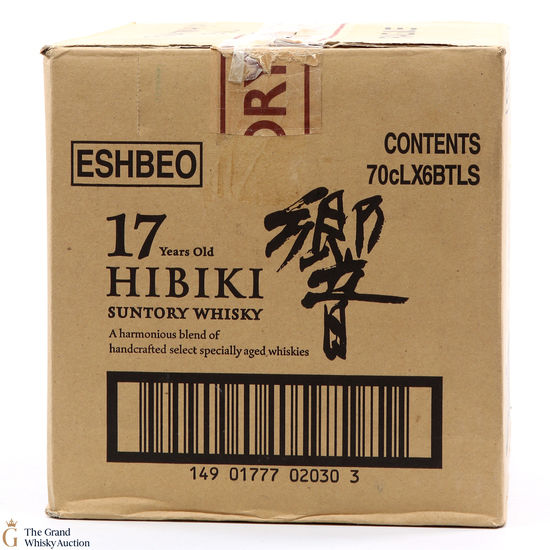 ORI
ESHBEO
CONTENTS
70cLX6BTLS
17 Years Old
響
HIBIKI
SUNTORY WHISKY
A harmonious blend of
handcrafted select specially aged whiskies
149 01777 02030 3
G
The Grand
Whisky Auction